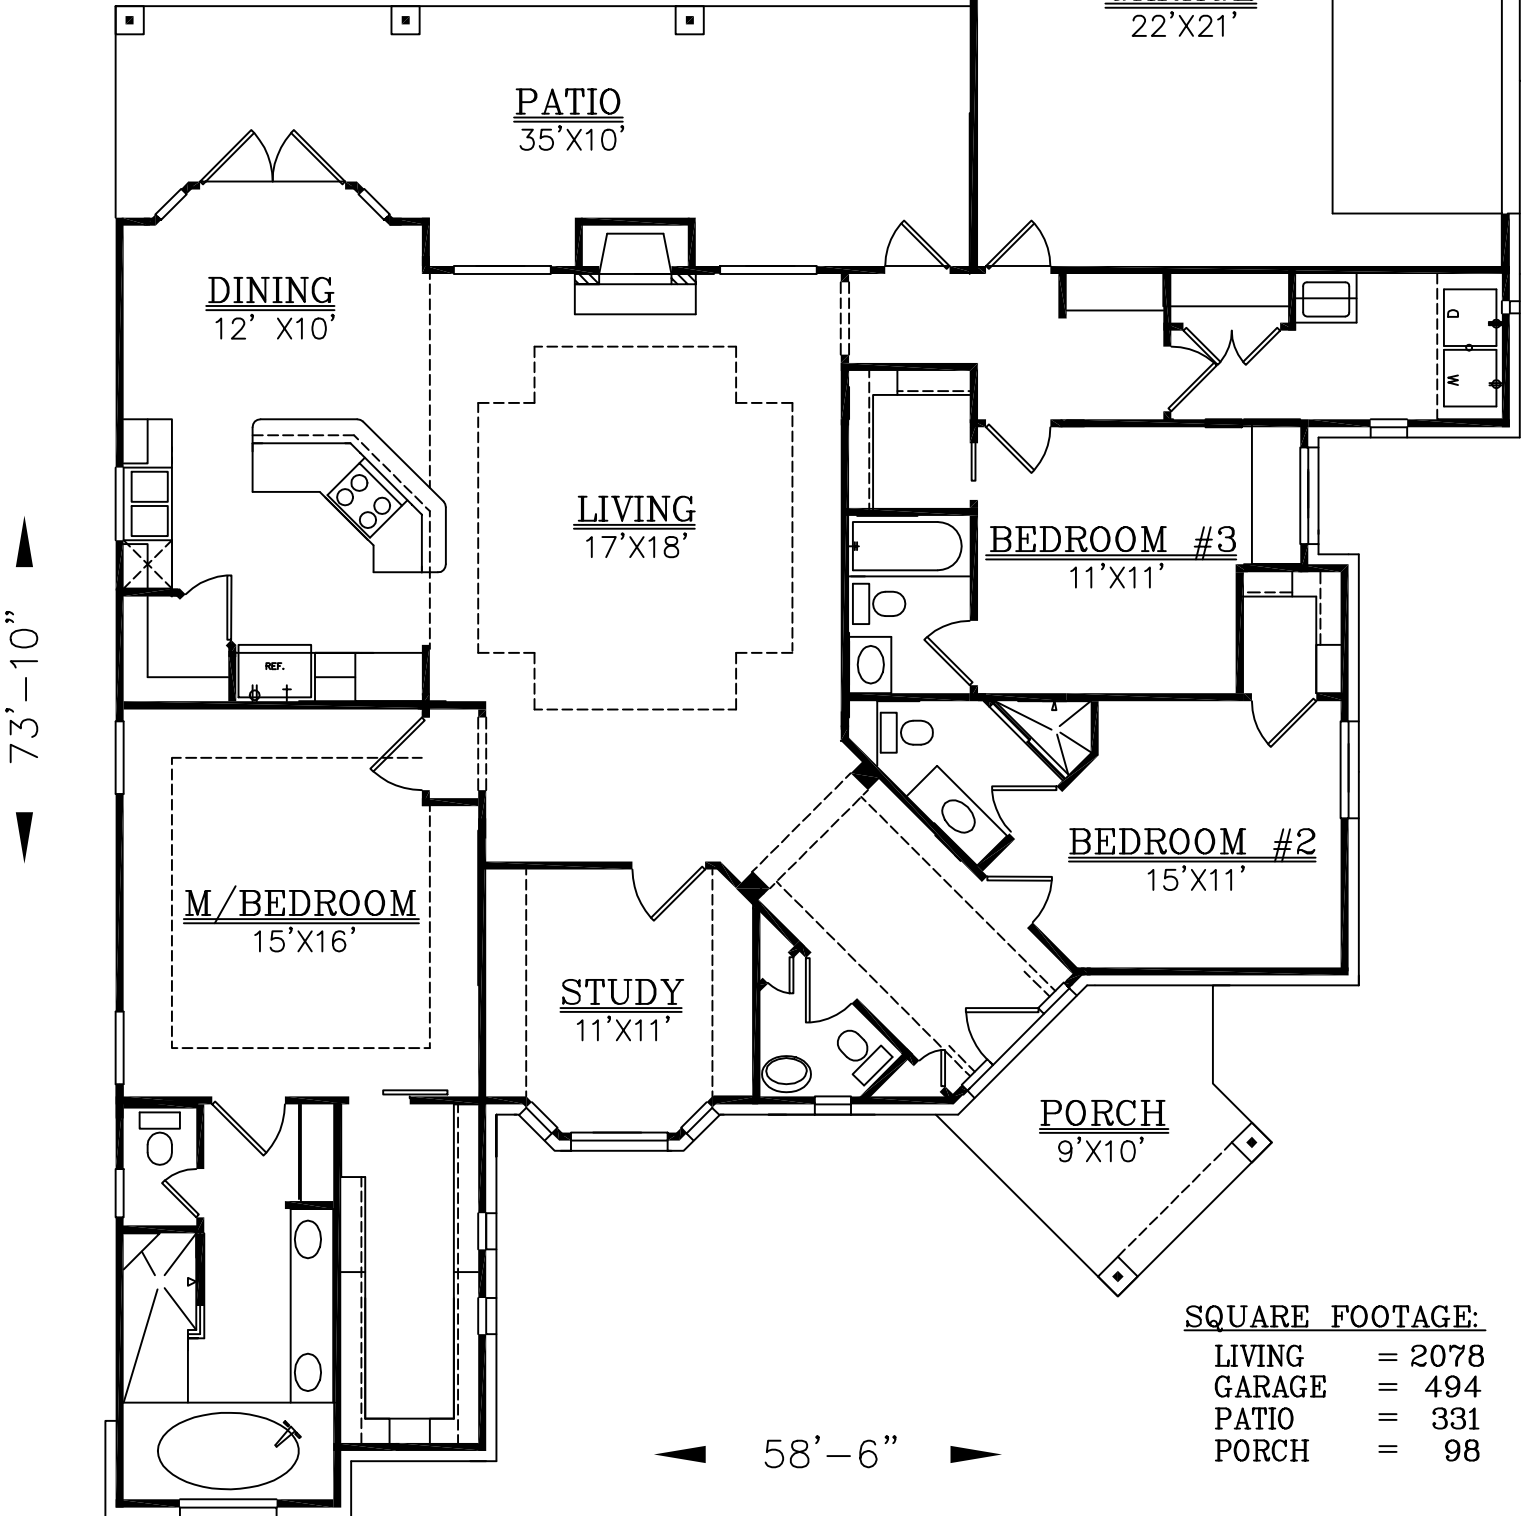 22'X21'
PATIO
35'X10'
DINING
12' X10'
D
W
LIVING
17'X18'
BEDROOM #3
11'X11'
REF.
73'-10"
BEDROOM #2
15'X11'
M/BEDROOM
15'X16'
STUDY
11'X11'
PORCH
9'X10'
SQUARE FOOTAGE:
LIVING = 2078
GARAGE = 494
PATIO = 331
PORCH = 98
58'-6"